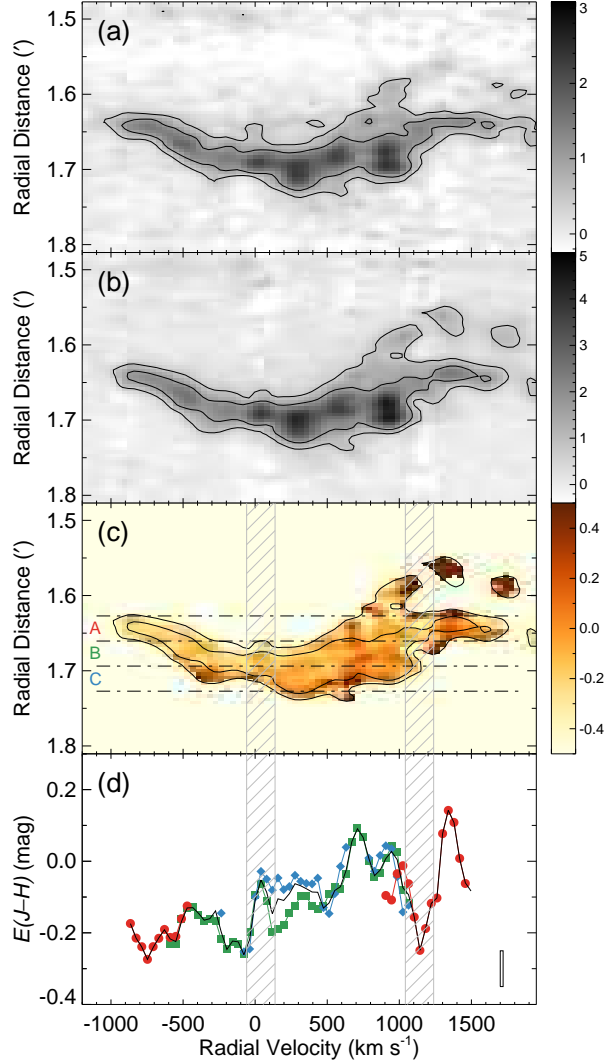 (a)
1.5
1.6
1.7
1.8
Radial Distance (′)
3
2
1
0
(b)
1.5
1.6
1.7
1.8
Radial Distance (′)
5
4
3
2
1
0
(c)
1.5
1.6
1.7
1.8
Radial Distance (′)
A
B
C
0.4
0.2
0.0
-0.2
-0.4
(d)
0.2
0.0
-0.2
-0.4
E(J–H) (mag)
-1000 -500 0 500 1000 1500
Radial Velocity (km s⁻¹)